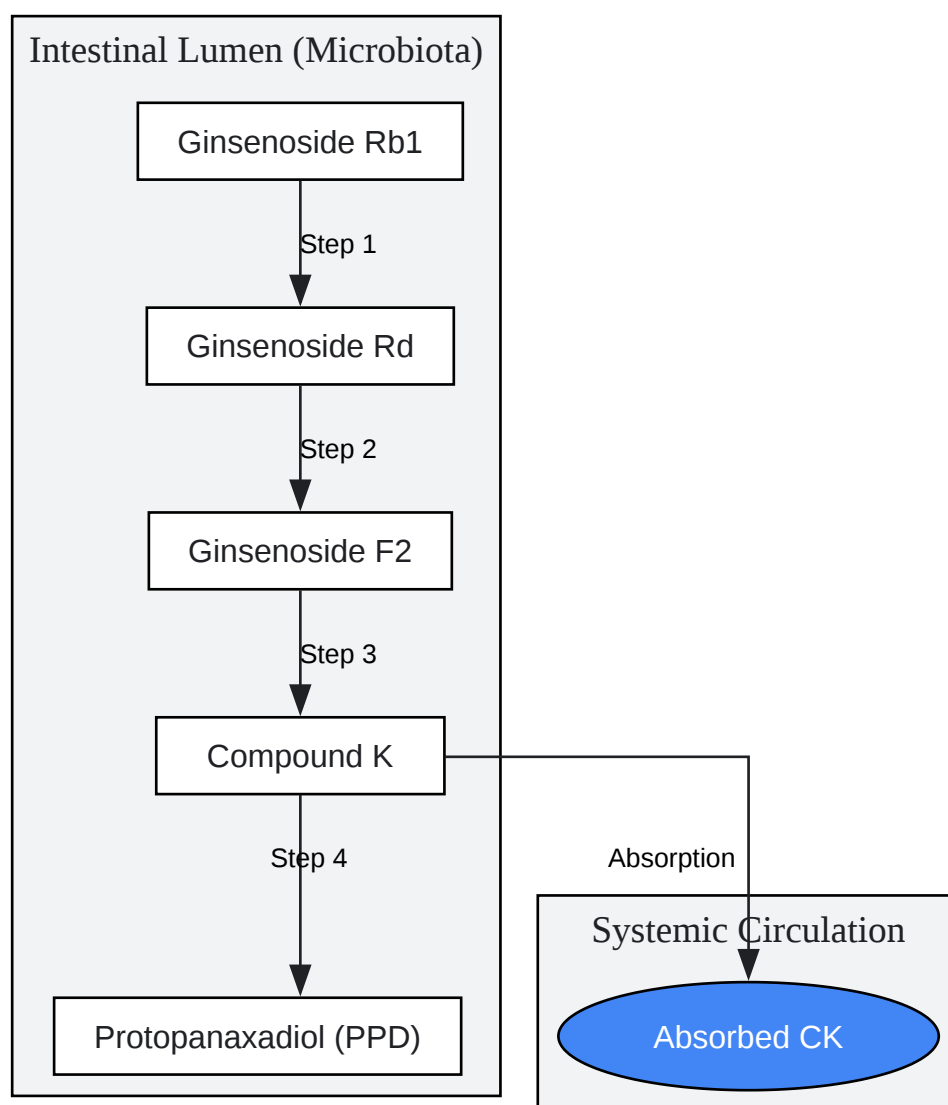 Intestinal Lumen (Microbiota)
Ginsenoside Rb1
Step 1
Ginsenoside Rd
Step 2
Ginsenoside F2
Step 3
Compound K
Step 4
Absorption
Systemic Circulation
Protopanaxadiol (PPD)
Absorbed CK